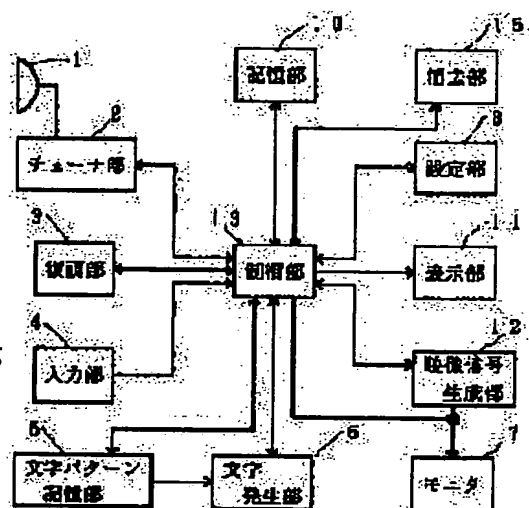 1
15
記憶部
消去部
2
8
チューナ部
設定部
3
13
11
復調部
制御部
表示部
4
12
入力部
映像信号
生成部
5
6
7
文字パターン
記憶部
文字
発生部
モニタ